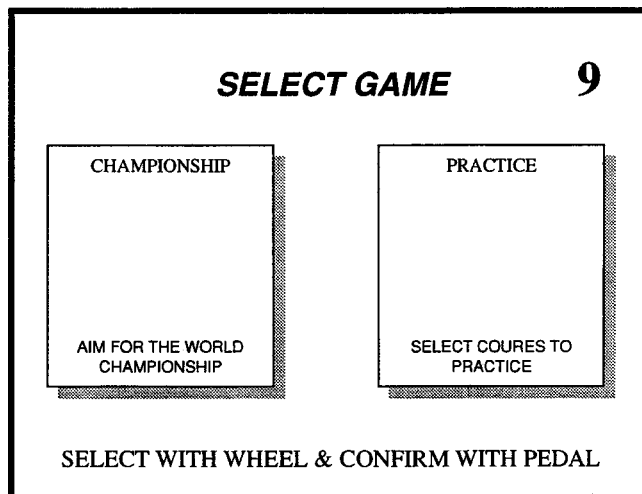 SELECT GAME 9
CHAMPIONSHIP
AIM FOR THE WORLD
CHAMPIONSHIP
PRACTICE
SELECT COURES TO
PRACTICE
SELECT WITH WHEEL & CONFIRM WITH PEDAL